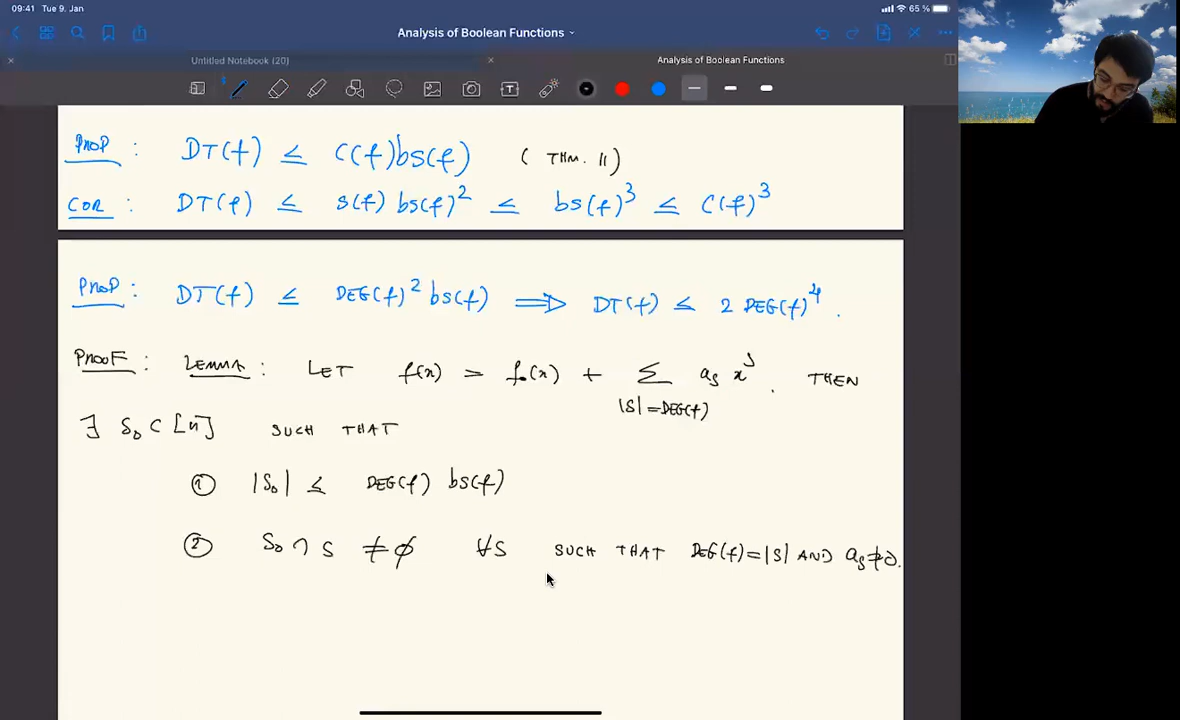 09:41 Tue 9. Jan 65 %
Analysis of Boolean Functions
Untitled Notebook (20) Analysis of Boolean Functions
PROP : DT(f) ≤ C(f)bs(f) ( THM. 11)
COR : DT(f) ≤ s(f) bs(f)² ≤ bs(f)³ ≤ C(f)³
PROP : DT(f) ≤ DEG(f)² bs(f) ⟹ DT(f) ≤ 2 DEG(f)⁴ .
PROOF : LEMMA : LET f(x) = f₀(x) + Σ_{|S|=DEG(f)} a_S x^S . THEN
∃ S₀ ⊂ [n] SUCH THAT
① |S₀| ≤ DEG(f) bs(f)
② S₀ ∩ S ≠ ∅ ∀S SUCH THAT DEG(f)=|S| AND a_S ≠ 0.